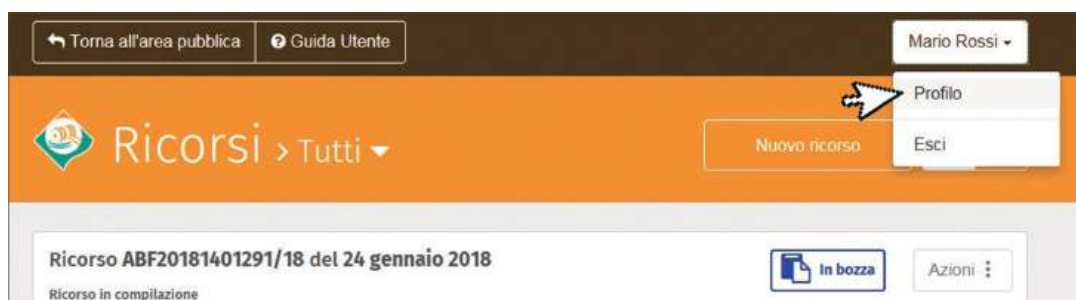 Torna all'area pubblica
Guida Utente
Mario Rossi
Profilo
Ricorsi > Tutti
Nuovo ricorso
Esci
Ricorso ABF20181401291/18 del 24 gennaio 2018
In bozza
Azioni
Ricorso in compilazione